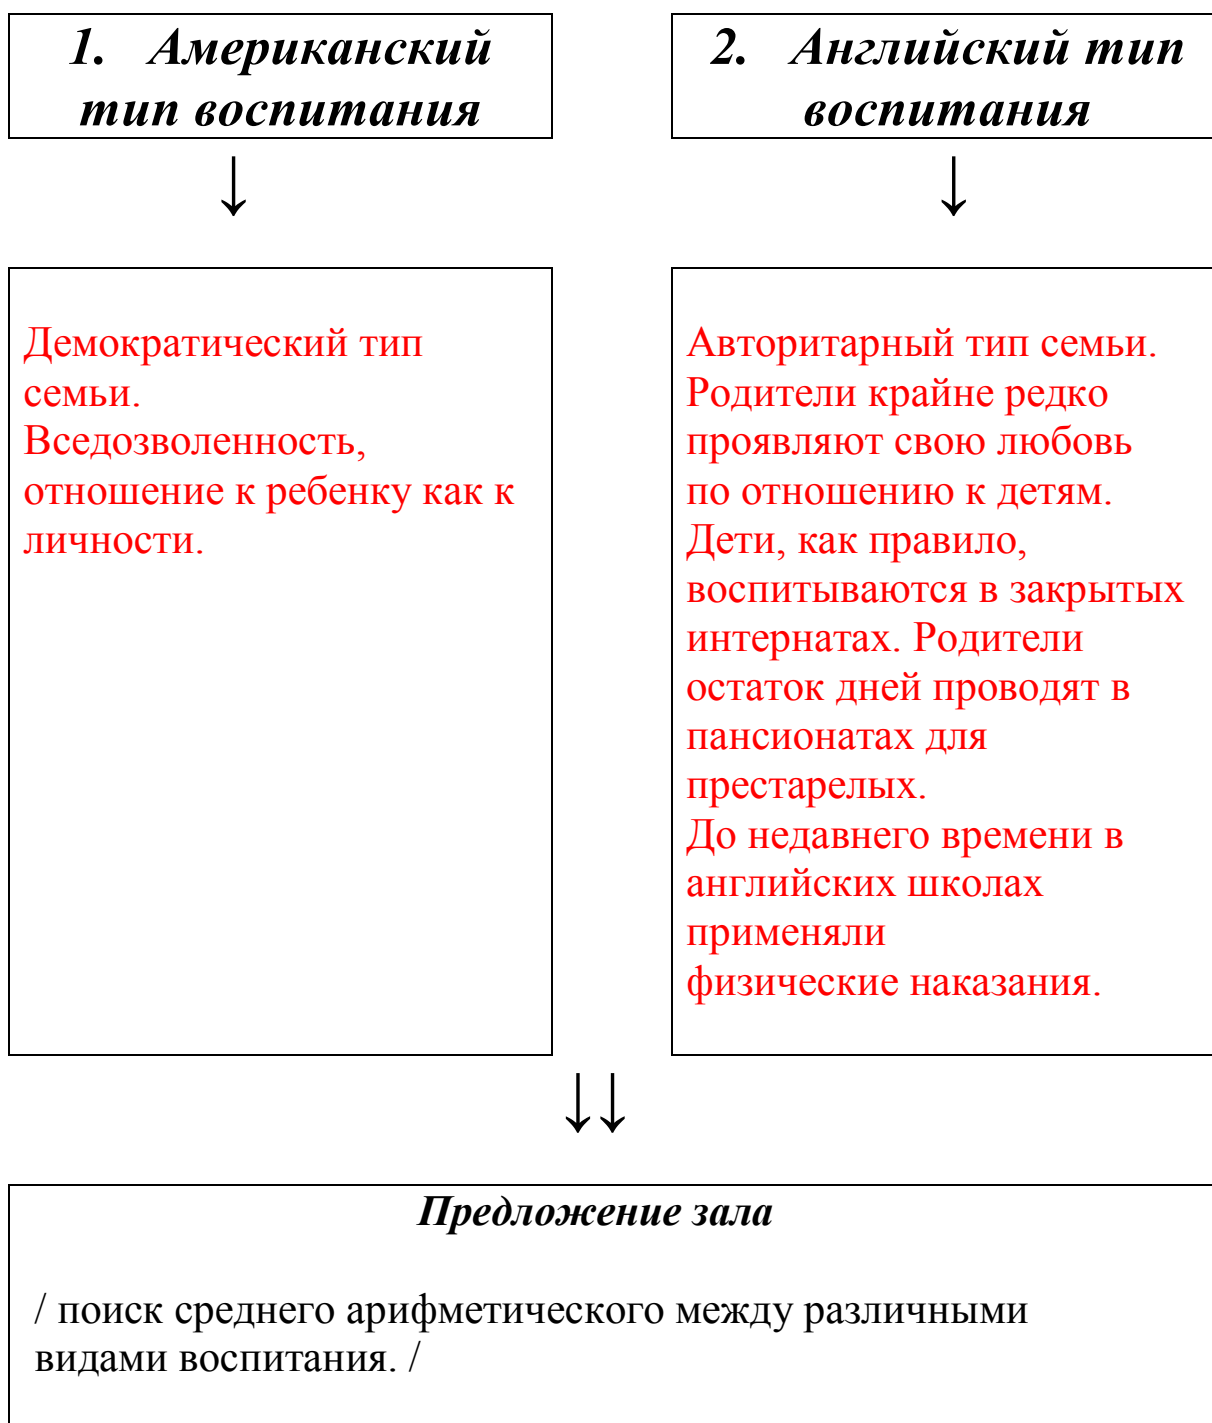 1. Американский
тип воспитания
2. Английский тип
воспитания
↓
↓
Демократический тип
семьи.
Вседозволенность,
отношение к ребенку как к
личности.
Авторитарный тип семьи.
Родители крайне редко
проявляют свою любовь
по отношению к детям.
Дети, как правило,
воспитываются в закрытых
интернатах. Родители
остаток дней проводят в
пансионатах для
престарелых.
До недавнего времени в
английских школах
применяли
физические наказания.
↓↓
Предложение зала
/ поиск среднего арифметического между различными
видами воспитания. /